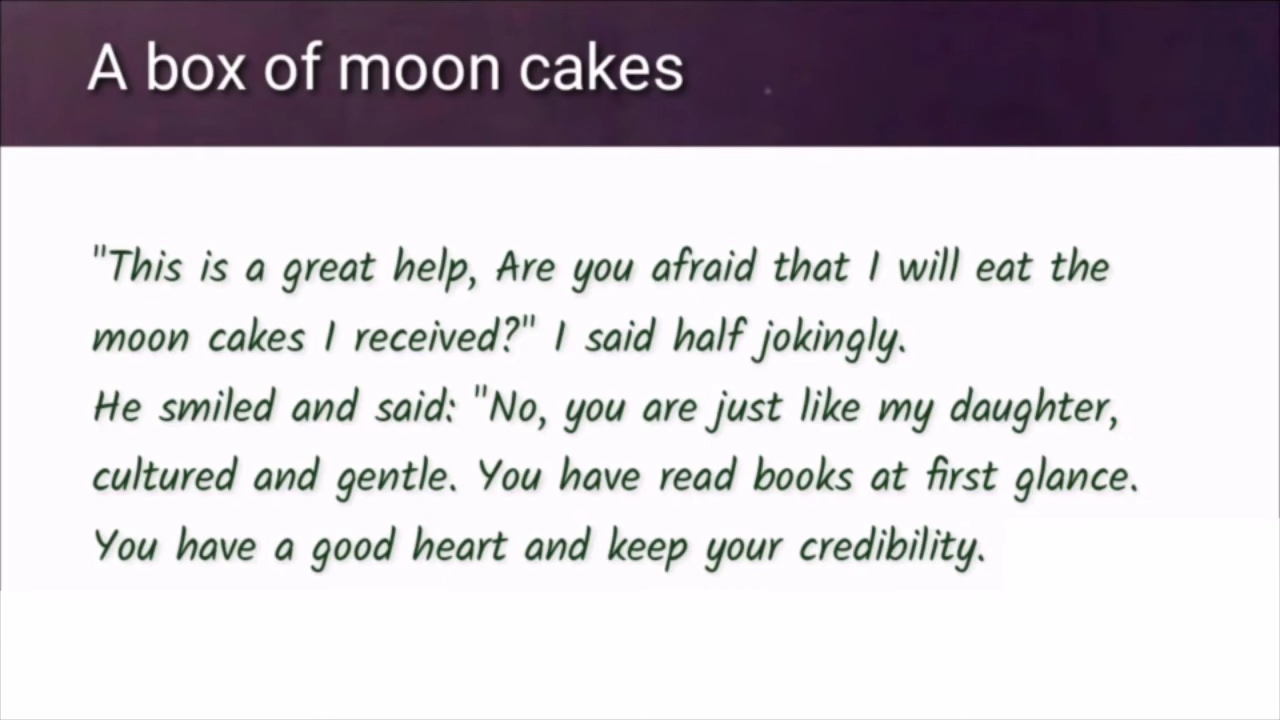 A box of moon cakes
"This is a great help, Are you afraid that I will eat the
moon cakes I received?" I said half jokingly.
He smiled and said: "No, you are just like my daughter,
cultured and gentle. You have read books at first glance.
You have a good heart and keep your credibility.